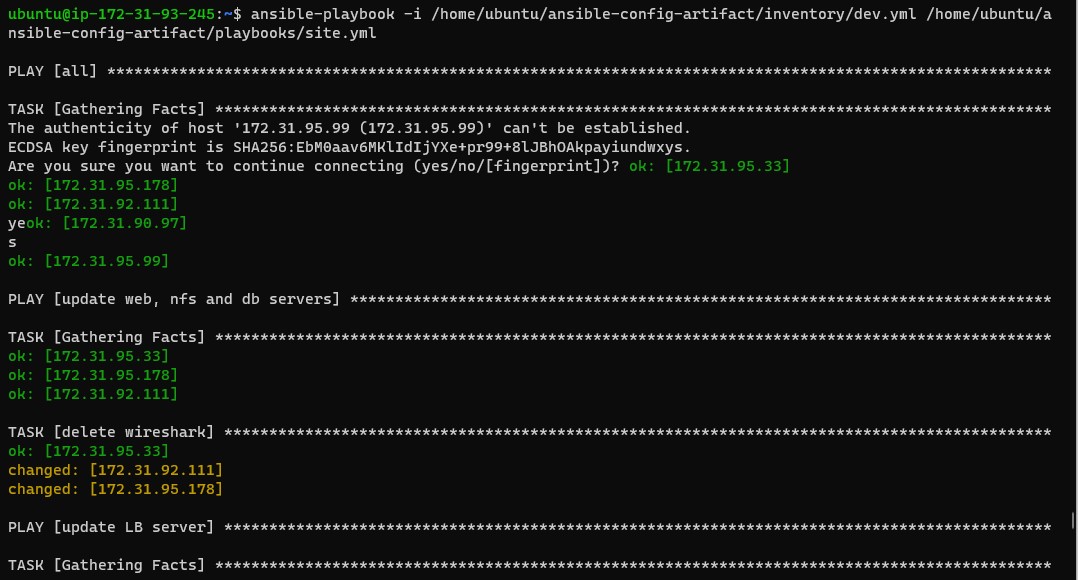 ubuntu@ip-172-31-93-245:~$ ansible-playbook -i /home/ubuntu/ansible-config-artifact/inventory/dev.yml /home/ubuntu/a
nsible-config-artifact/playbooks/site.yml
PLAY [all] *********************************************************************************************************
TASK [Gathering Facts] *********************************************************************************************
The authenticity of host '172.31.95.99 (172.31.95.99)' can't be established.
ECDSA key fingerprint is SHA256:EbM0aav6MKlIdIjYXe+pr99+8lJBhOAkpayiundwxys.
Are you sure you want to continue connecting (yes/no/[fingerprint])? ok: [172.31.95.33]
ok: [172.31.95.178]
ok: [172.31.92.111]
yeok: [172.31.90.97]
s
ok: [172.31.95.99]
PLAY [update web, nfs and db servers] ******************************************************************************
TASK [Gathering Facts] *********************************************************************************************
ok: [172.31.95.33]
ok: [172.31.95.178]
ok: [172.31.92.111]
TASK [delete wireshark] ********************************************************************************************
ok: [172.31.95.33]
changed: [172.31.92.111]
changed: [172.31.95.178]
PLAY [update LB server] ********************************************************************************************
TASK [Gathering Facts] *********************************************************************************************